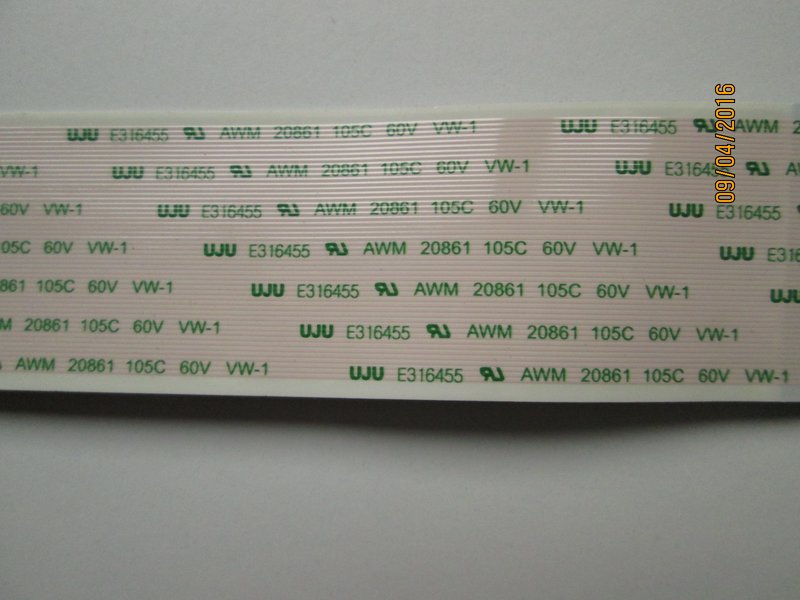 UJU E316455 AWM 20861 105C 60V VW-1 UJU E316455 AWM
VW-1 UJU E316455 AWM 20861 105C 60V VW-1 UJU E316455
60V VW-1 UJU E316455 AWM 20861 105C 60V VW-1 UJU E316455
105C 60V VW-1 UJU E316455 AWM 20861 105C 60V VW-1 UJU
60V VW-1 UJU E316455 AWM 20861 105C 60V VW-1
20861 105C 60V VW-1 UJU E316455 AWM 20861 105C 60V VW-1
AWM 20861 105C 60V VW-1 UJU E316455 AWM 20861 105C 60V VW-1
09/04/2016